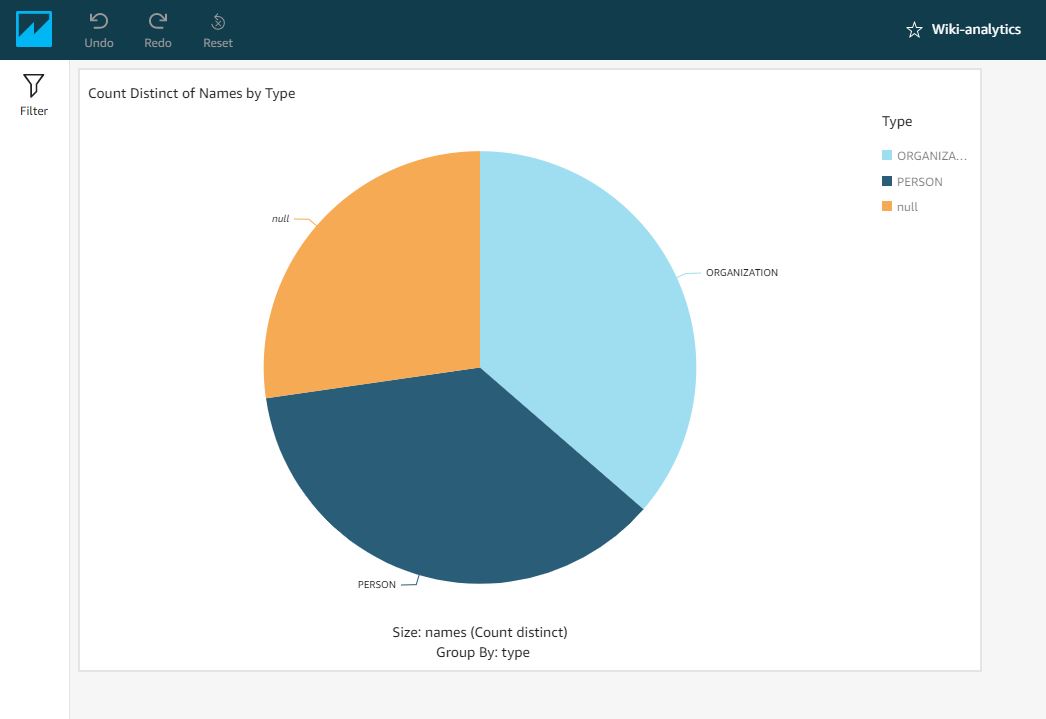 Undo
Redo
Reset
Wiki-analytics
Filter
Count Distinct of Names by Type
Type
ORGANIZA...
PERSON
null
null
ORGANIZATION
PERSON
Size: names (Count distinct)
Group By: type